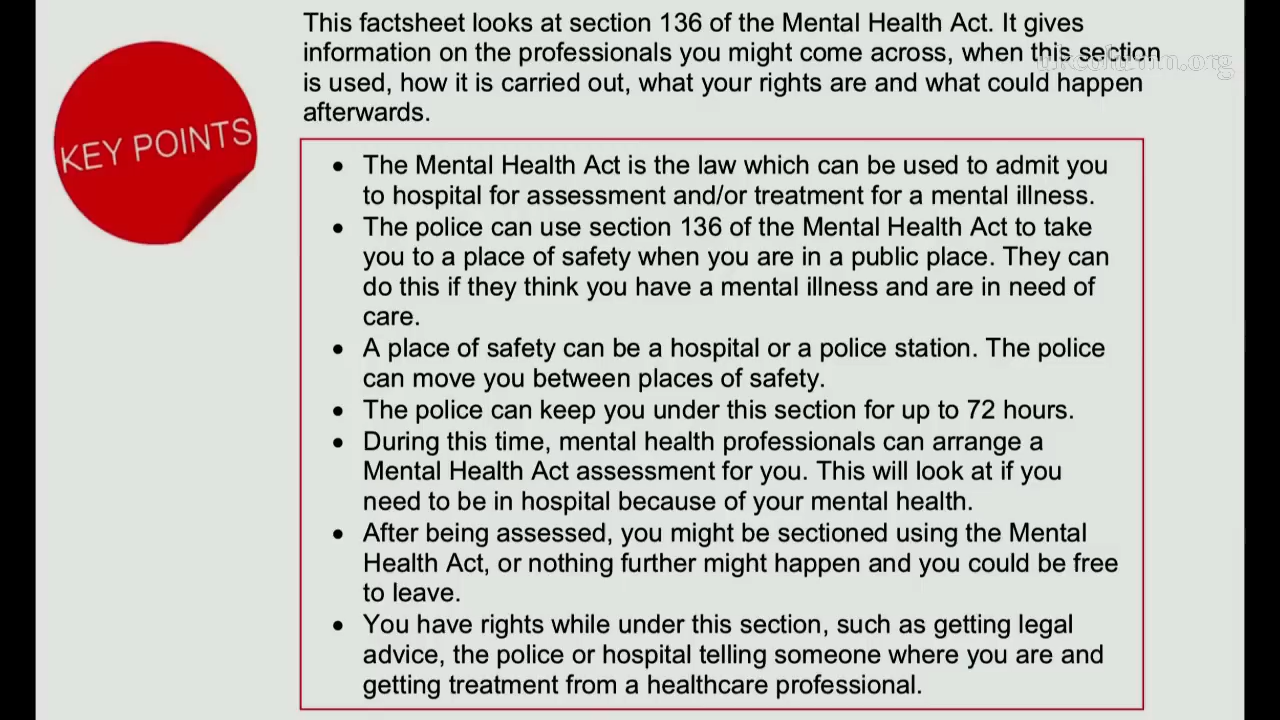 This factsheet looks at section 136 of the Mental Health Act. It gives
information on the professionals you might come across, when this section
ukcolumn.org
is used, how it is carried out, what your rights are and what could happen
afterwards.
KEY POINTS
• The Mental Health Act is the law which can be used to admit you
to hospital for assessment and/or treatment for a mental illness.
• The police can use section 136 of the Mental Health Act to take
you to a place of safety when you are in a public place. They can
do this if they think you have a mental illness and are in need of
care.
• A place of safety can be a hospital or a police station. The police
can move you between places of safety.
• The police can keep you under this section for up to 72 hours.
• During this time, mental health professionals can arrange a
Mental Health Act assessment for you. This will look at if you
need to be in hospital because of your mental health.
• After being assessed, you might be sectioned using the Mental
Health Act, or nothing further might happen and you could be free
to leave.
• You have rights while under this section, such as getting legal
advice, the police or hospital telling someone where you are and
getting treatment from a healthcare professional.